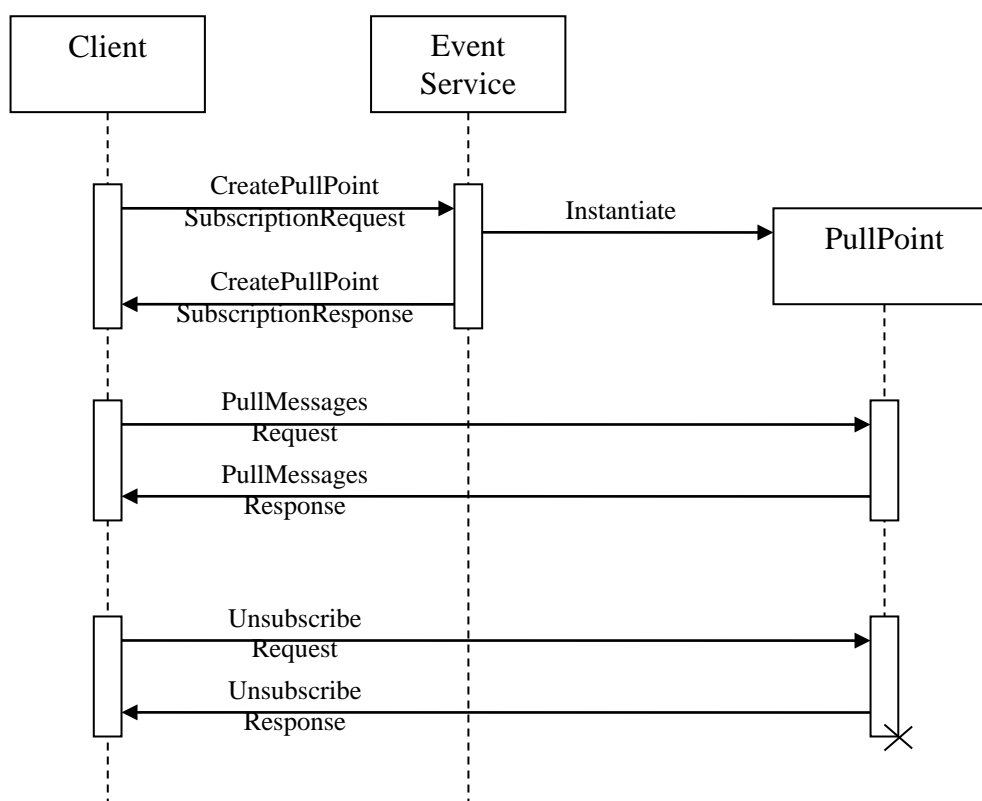 Client
Event
Service
CreatePullPoint
SubscriptionRequest
Instantiate
PullPoint
CreatePullPoint
SubscriptionResponse
PullMessages
Request
PullMessages
Response
Unsubscribe
Request
Unsubscribe
Response